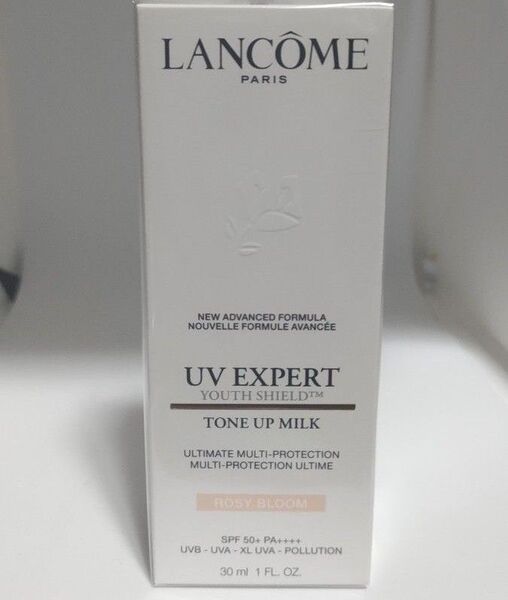 LANCÔME
PARIS
NEW ADVANCED FORMULA
NOUVELLE FORMULE AVANCÉE
UV EXPERT
YOUTH SHIELD™
TONE UP MILK
ULTIMATE MULTI-PROTECTION
MULTI-PROTECTION ULTIME
ROSY BLOOM
SPF 50+ PA++++
UVB - UVA - XL UVA - POLLUTION
30 ml 1 FL. OZ.